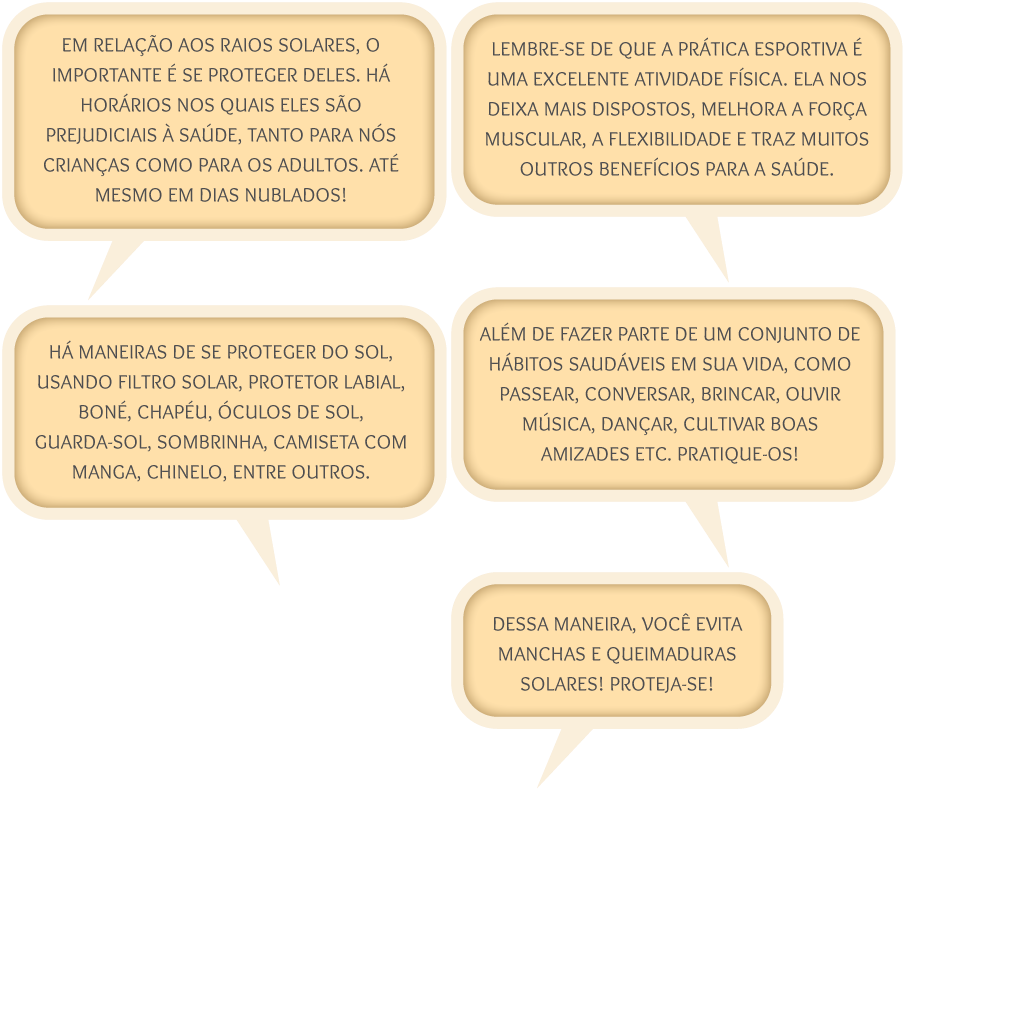 EM RELAÇÃO AOS RAIOS SOLARES, O
IMPORTANTE É SE PROTEGER DELES. HÁ
HORÁRIOS NOS QUAIS ELES SÃO
PREJUDICIAIS À SAÚDE, TANTO PARA NÓS
CRIANÇAS COMO PARA OS ADULTOS. ATÉ
MESMO EM DIAS NUBLADOS!
HÁ MANEIRAS DE SE PROTEGER DO SOL,
USANDO FILTRO SOLAR, PROTETOR LABIAL,
BONÉ, CHAPÉU, ÓCULOS DE SOL,
GUARDA-SOL, SOMBRINHA, CAMISETA COM
MANGA, CHINELO, ENTRE OUTROS.
LEMBRE-SE DE QUE A PRÁTICA ESPORTIVA É
UMA EXCELENTE ATIVIDADE FÍSICA. ELA NOS
DEIXA MAIS DISPOSTOS, MELHORA A FORÇA
MUSCULAR, A FLEXIBILIDADE E TRAZ MUITOS
OUTROS BENEFÍCIOS PARA A SAÚDE.
ALÉM DE FAZER PARTE DE UM CONJUNTO DE
HÁBITOS SAUDÁVEIS EM SUA VIDA, COMO
PASSEAR, CONVERSAR, BRINCAR, OUVIR
MÚSICA, DANÇAR, CULTIVAR BOAS
AMIZADES ETC. PRATIQUE-OS!
DESSA MANEIRA, VOCÊ EVITA
MANCHAS E QUEIMADURAS
SOLARES! PROTEJA-SE!